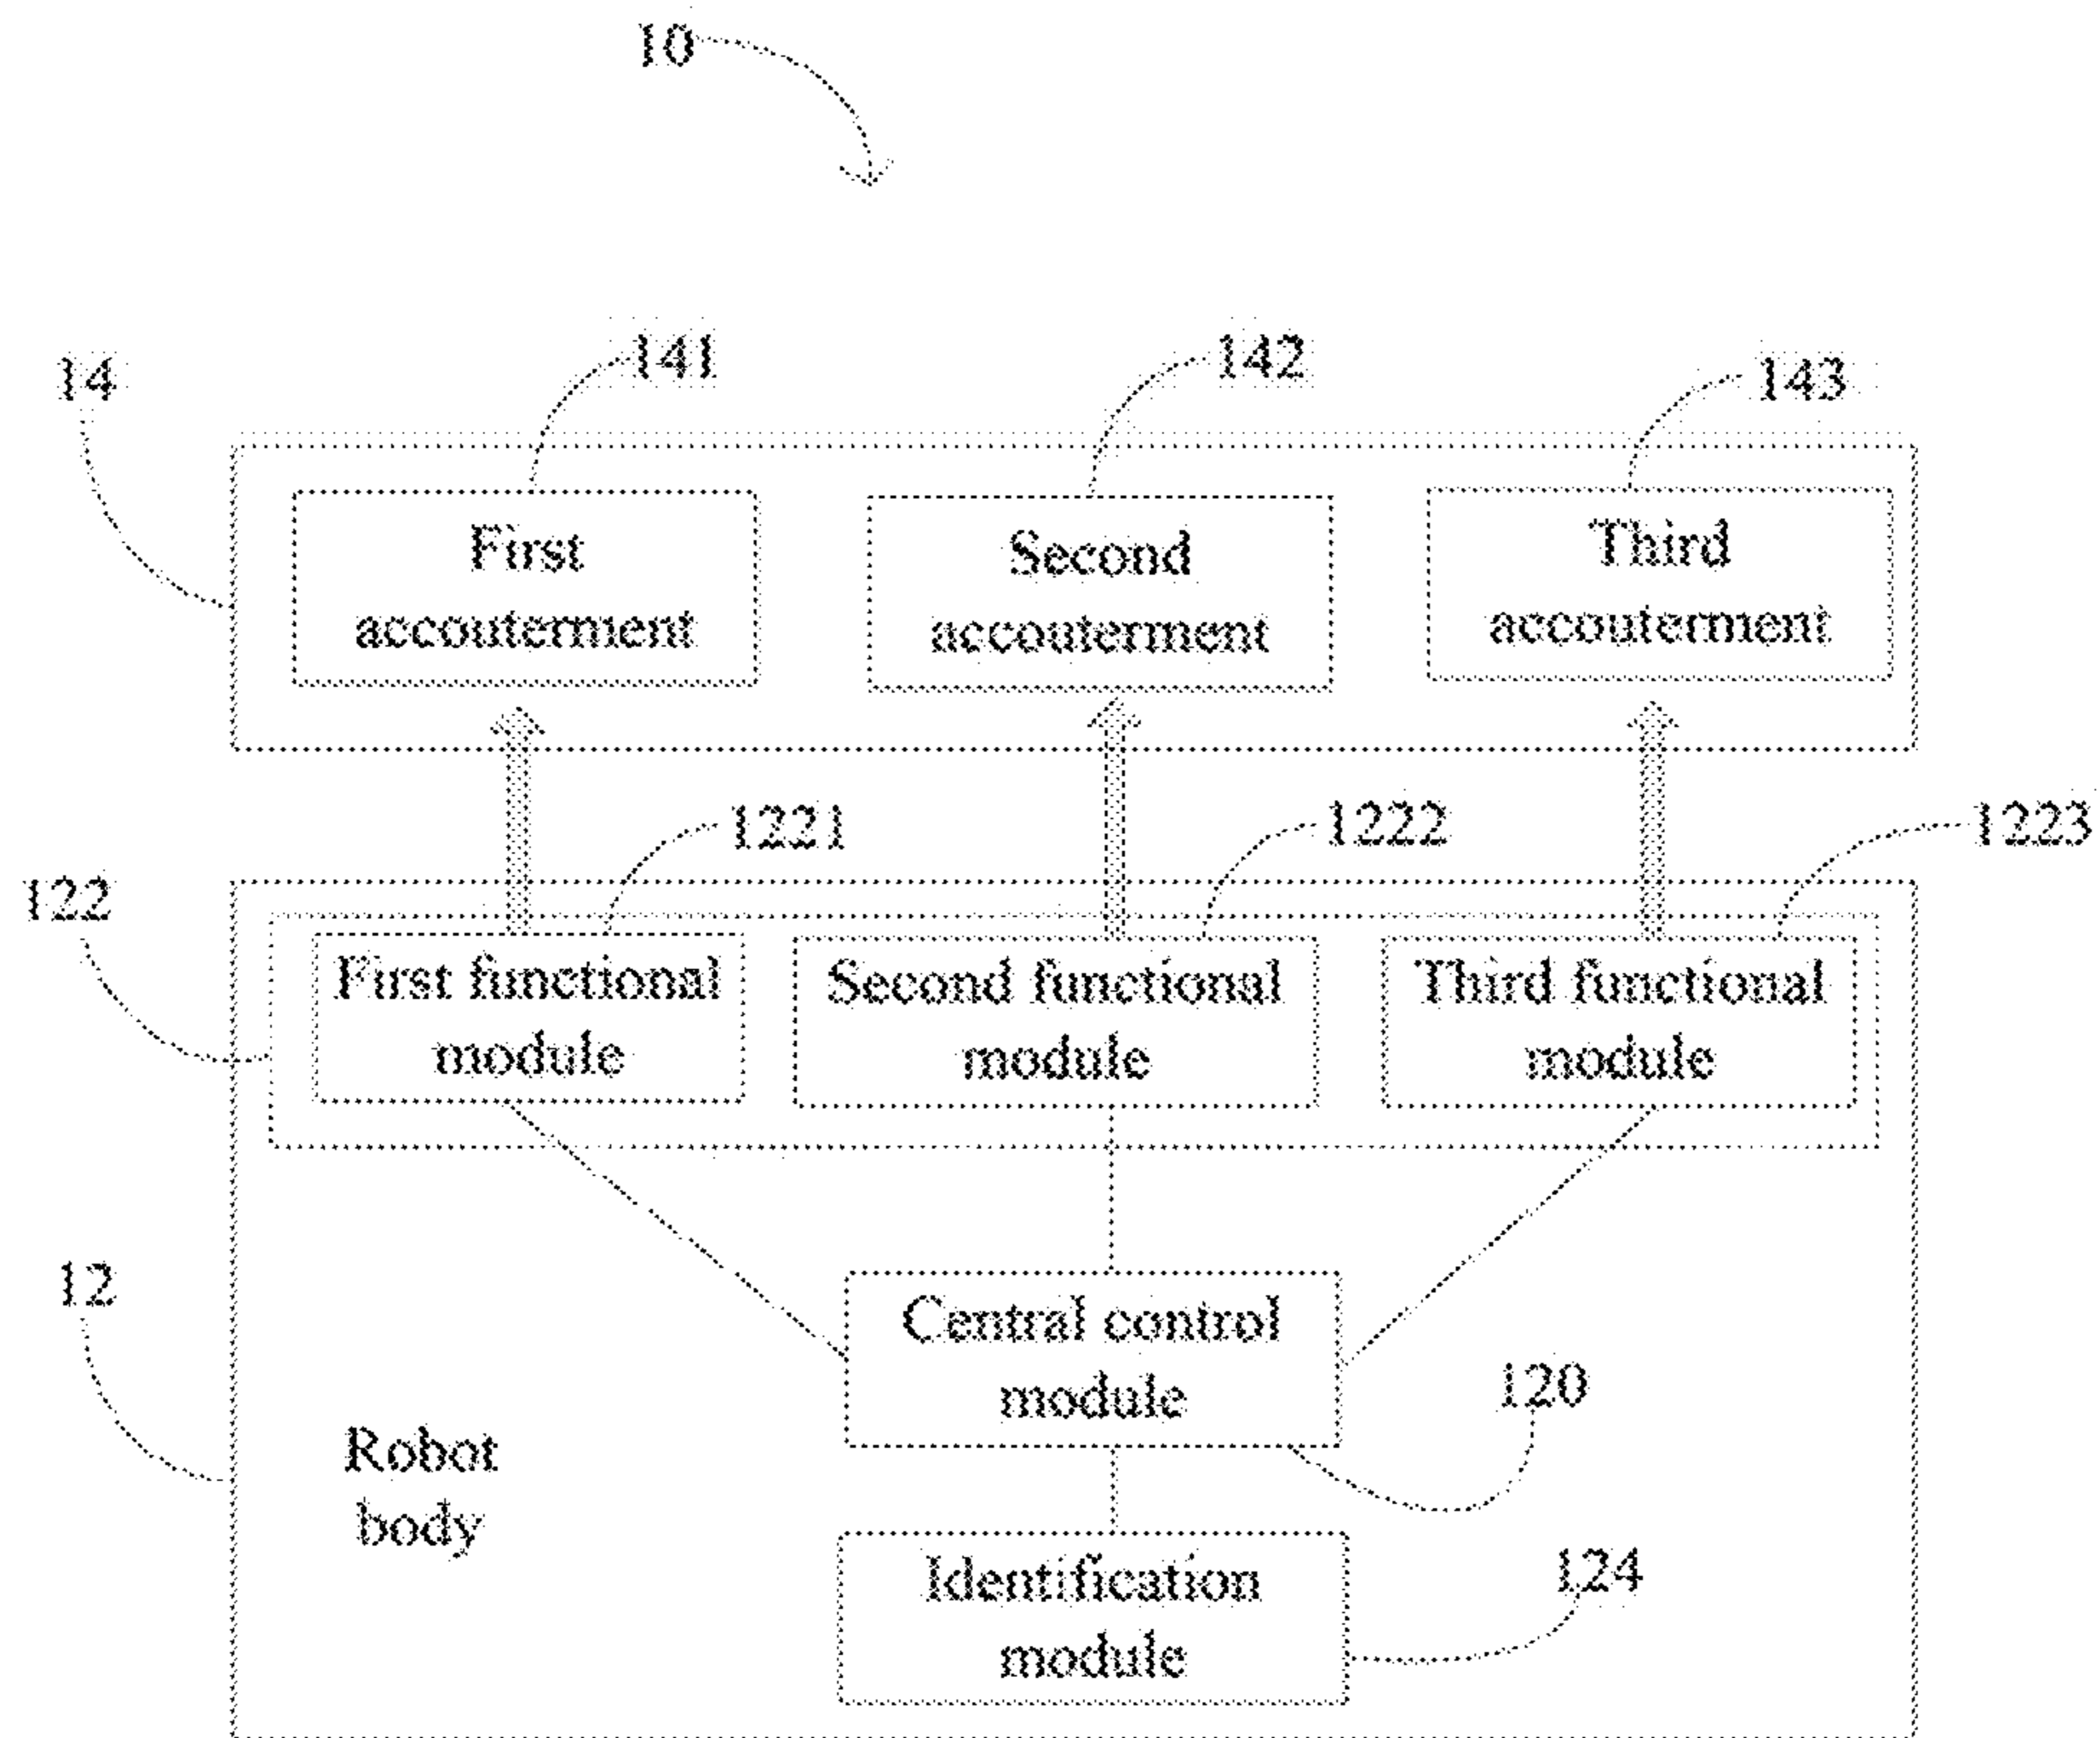 10
14
141
142
143
First
accouterment
Second
accouterment
Third
accouterment
1221
1222
1223
122
First functional
module
Second functional
module
Third functional
module
12
Central control
module
120
Robot
body
Identification
module
124